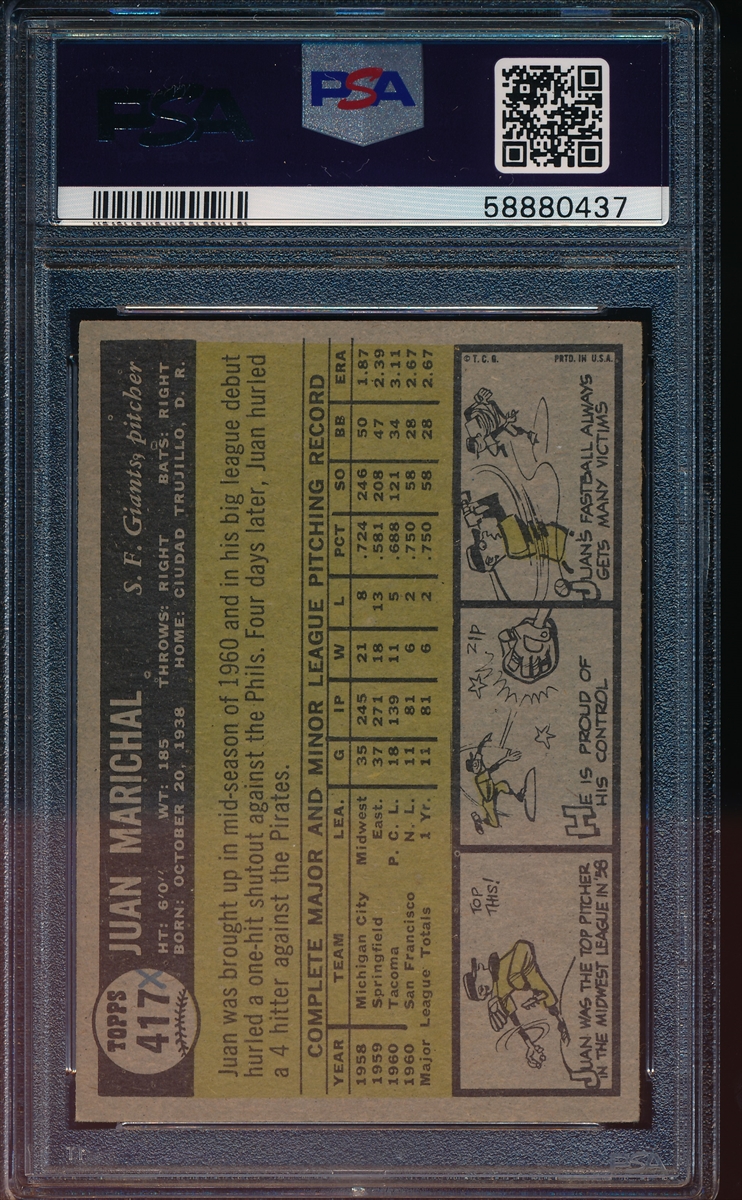 PSA
PSA
58880437
TOPPS
417
X
JUAN MARICHAL
S. F. Giants, pitcher
HT: 6'0" WT: 185 THROWS: RIGHT BATS: RIGHT
BORN: OCTOBER 20, 1938 HOME: CIUDAD TRUJILLO, D. R.
Juan was brought up in mid-season of 1960 and in his big league debut
hurled a one-hit shutout against the Phils. Four days later, Juan hurled
a 4 hitter against the Pirates.
COMPLETE MAJOR AND MINOR LEAGUE PITCHING RECORD
YEAR TEAM LEA. G IP W L PCT SO BB ERA
1958 Michigan City Midwest 35 245 21 8 .724 246 50 1.87
1959 Springfield East. 37 271 18 13 .581 208 47 2.39
1960 Tacoma P. C. L. 18 139 11 5 .688 121 34 3.11
1960 San Francisco N. L. 11 81 6 2 .750 58 28 2.67
Major League Totals 1 Yr. 11 81 6 2 .750 58 28 2.67
TOP
THIS!
JUAN WAS THE TOP PITCHER
IN THE MIDWEST LEAGUE IN '58
ZIP
HE IS PROUD OF
HIS CONTROL
© T. C. G.
PRTD. IN U.S.A.
JUAN'S FASTBALL ALWAYS
GETS MANY VICTIMS
PSA